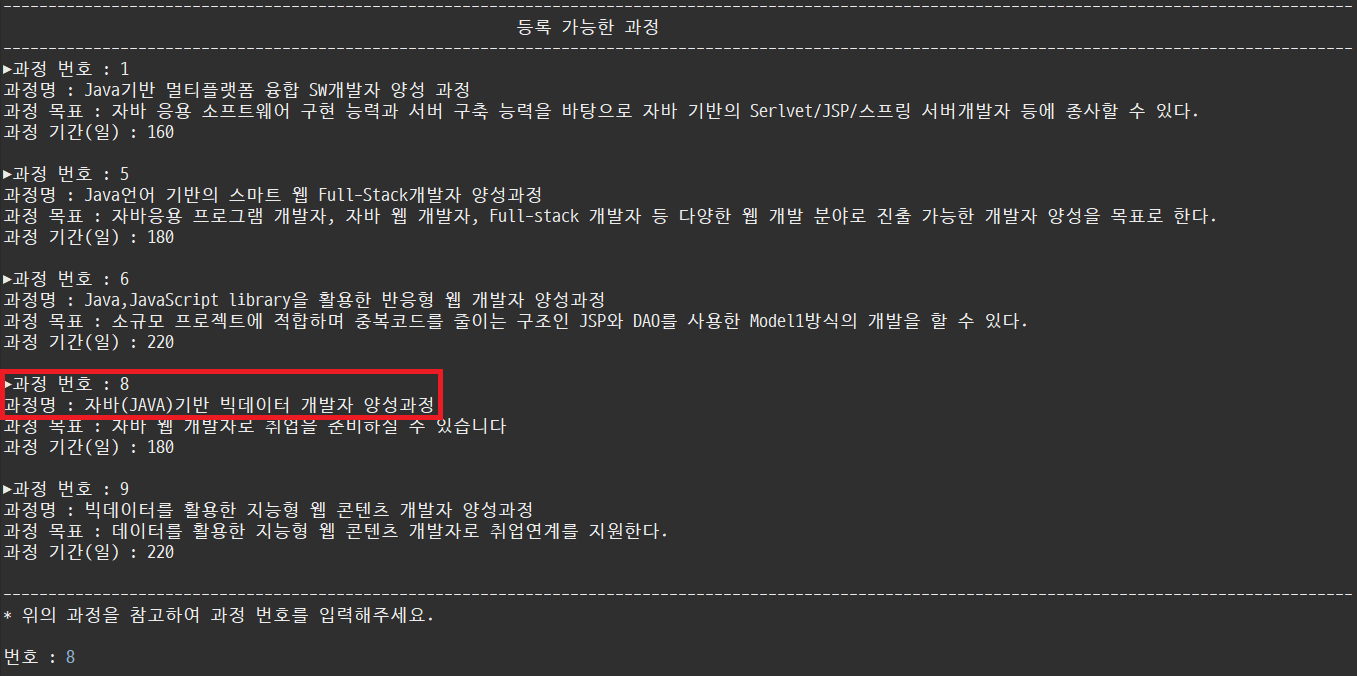 등록 가능한 과정
▶과정 번호 : 1
과정명 : Java기반 멀티플랫폼 융합 SW개발자 양성 과정
과정 목표 : 자바 응용 소프트웨어 구현 능력과 서버 구축 능력을 바탕으로 자바 기반의 Serlvet/JSP/스프링 서버개발자 등에 종사할 수 있다.
과정 기간(일) : 160
▶과정 번호 : 5
과정명 : Java언어 기반의 스마트 웹 Full-Stack개발자 양성과정
과정 목표 : 자바응용 프로그램 개발자, 자바 웹 개발자, Full-stack 개발자 등 다양한 웹 개발 분야로 진출 가능한 개발자 양성을 목표로 한다.
과정 기간(일) : 180
▶과정 번호 : 6
과정명 : Java,JavaScript library을 활용한 반응형 웹 개발자 양성과정
과정 목표 : 소규모 프로젝트에 적합하며 중복코드를 줄이는 구조인 JSP와 DAO를 사용한 Model1방식의 개발을 할 수 있다.
과정 기간(일) : 220
▶과정 번호 : 8
과정명 : 자바(JAVA)기반 빅데이터 개발자 양성과정
과정 목표 : 자바 웹 개발자로 취업을 준비하실 수 있습니다
과정 기간(일) : 180
▶과정 번호 : 9
과정명 : 빅데이터를 활용한 지능형 웹 콘텐츠 개발자 양성과정
과정 목표 : 데이터를 활용한 지능형 웹 콘텐츠 개발자로 취업연계를 지원한다.
과정 기간(일) : 220
* 위의 과정을 참고하여 과정 번호를 입력해주세요.
번호 : 8